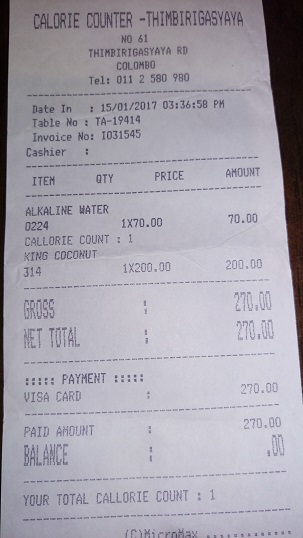 CALORIE COUNTER -THIMBIRIGASYAYA
NO 61
THIMBIRIGASYAYA RD
COLOMBO
Tel: 011 2 580 980
Date In : 15/01/2017 03:36:58 PM
Table No : TA-19414
Invoice No: I031545
Cashier :
ITEM QTY PRICE AMOUNT
ALKALINE WATER
0224 1X70.00 70.00
CALLORIE COUNT : 1
KING COCONUT
314 1X200.00 200.00
GROSS : 270.00
NET TOTAL : 270.00
::::: PAYMENT :::::
VISA CARD : 270.00
PAID AMOUNT : 270.00
BALANCE : .00
YOUR TOTAL CALLORIE COUNT : 1
(C)MicroMax